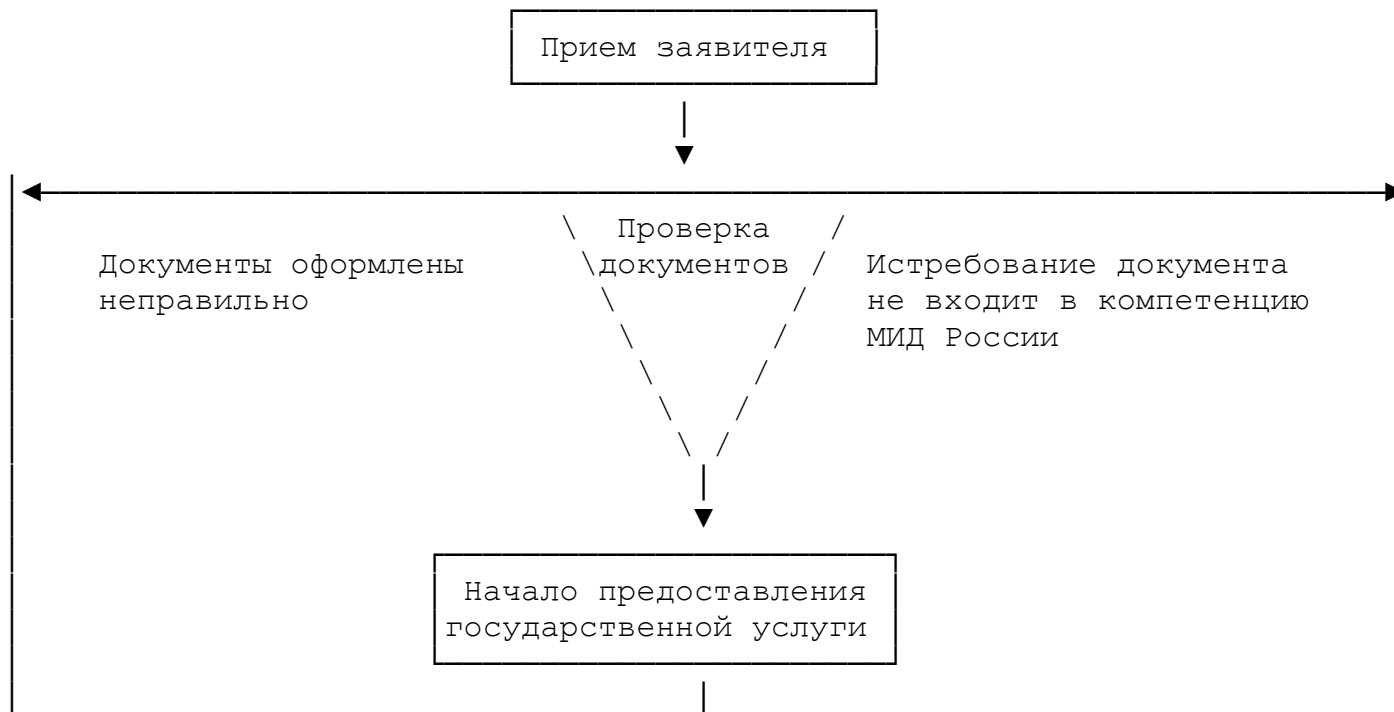 Прием заявителя
Проверка
документов
Документы оформлены
неправильно
Истребование документа
не входит в компетенцию
МИД России
Начало предоставления
государственной услуги